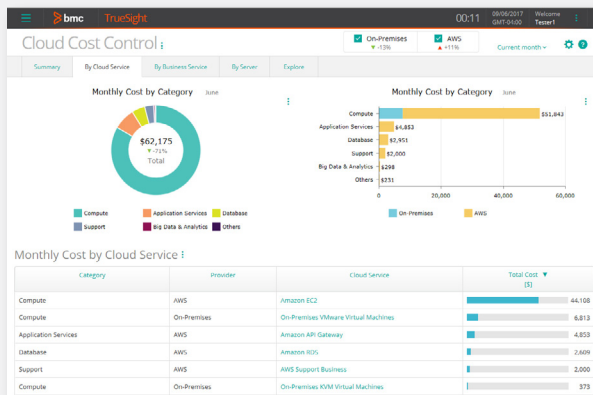 bmc TrueSight 00:11 09/06/2017 Welcome
GMT-04:00 Tester1
Cloud Cost Control
On-Premises AWS
▼ -13% ▲ +11%
Current month
Summary By Cloud Service By Business Service By Server Explore
Monthly Cost by Category June
$62,175
▼ -71%
Total
Compute Application Services Database
Support Big Data & Analytics Others
Monthly Cost by Category June
Compute $51,843
Application Services $4,853
Database $2,951
Support $2,000
Big Data & Analytics $298
Others $231
0 20,000 40,000 60,000
On-Premises AWS
Monthly Cost by Cloud Service
Category Provider Cloud Service Total Cost ▼
($)
Compute AWS Amazon EC2 44,108
Compute On-Premises On-Premises VMware Virtual Machines 6,813
Application Services AWS Amazon API Gateway 4,853
Database AWS Amazon RDS 2,609
Support AWS AWS Support Business 2,000
Compute On-Premises On-Premises KVM Virtual Machines 373